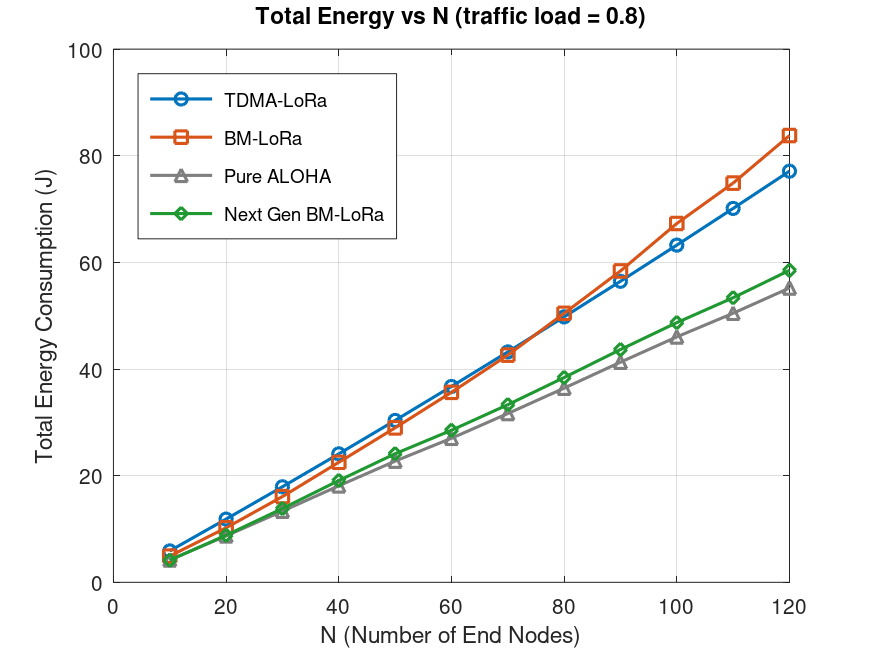 Total Energy vs N (traffic load = 0.8)
100
80
60
40
20
0
Total Energy Consumption (J)
TDMA-LoRa
BM-LoRa
Pure ALOHA
Next Gen BM-LoRa
0 20 40 60 80 100 120
N (Number of End Nodes)